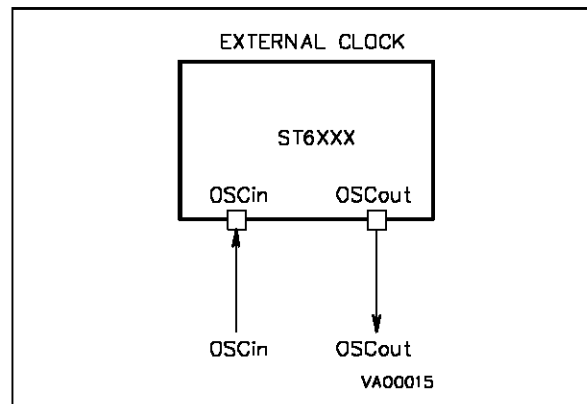 EXTERNAL CLOCK
ST6XXX
OSCin OSCout
OSCin OSCout
VA00015